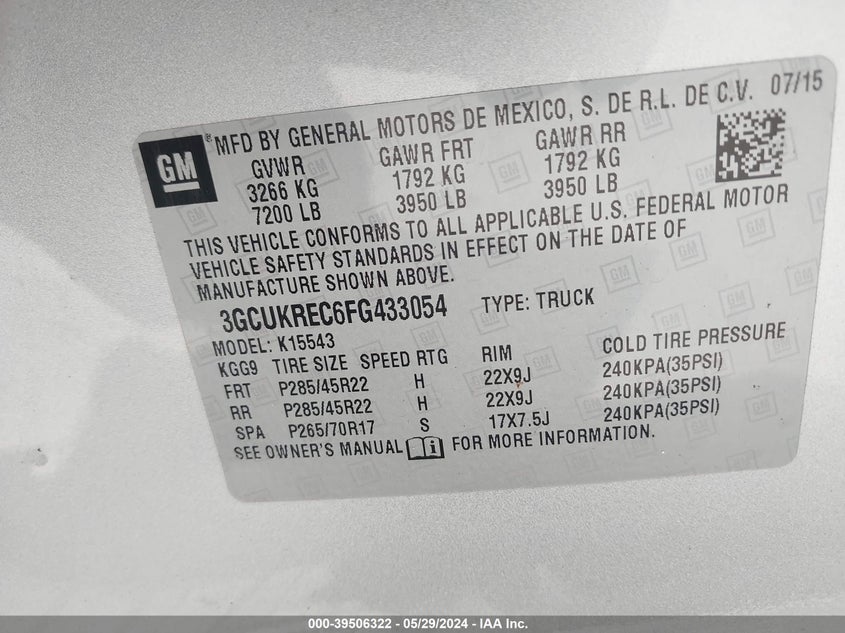 GM
®MFD BY GENERAL MOTORS DE MEXICO, S. DE R.L. DE C.V. 07/15
GVWR GAWR FRT GAWR RR
3266 KG 1792 KG 1792 KG
7200 LB 3950 LB 3950 LB
THIS VEHICLE CONFORMS TO ALL APPLICABLE U.S. FEDERAL MOTOR
VEHICLE SAFETY STANDARDS IN EFFECT ON THE DATE OF
MANUFACTURE SHOWN ABOVE.
3GCUKREC6FG433054 TYPE: TRUCK
MODEL: K15543
KGG9 TIRE SIZE SPEED RTG RIM COLD TIRE PRESSURE
FRT P285/45R22 H 22X9J 240KPA(35PSI)
RR P285/45R22 H 22X9J 240KPA(35PSI)
SPA P265/70R17 S 17X7.5J 240KPA(35PSI)
SEE OWNER'S MANUAL i FOR MORE INFORMATION.
000-39506322 | 05/29/2024 - IAA Inc.